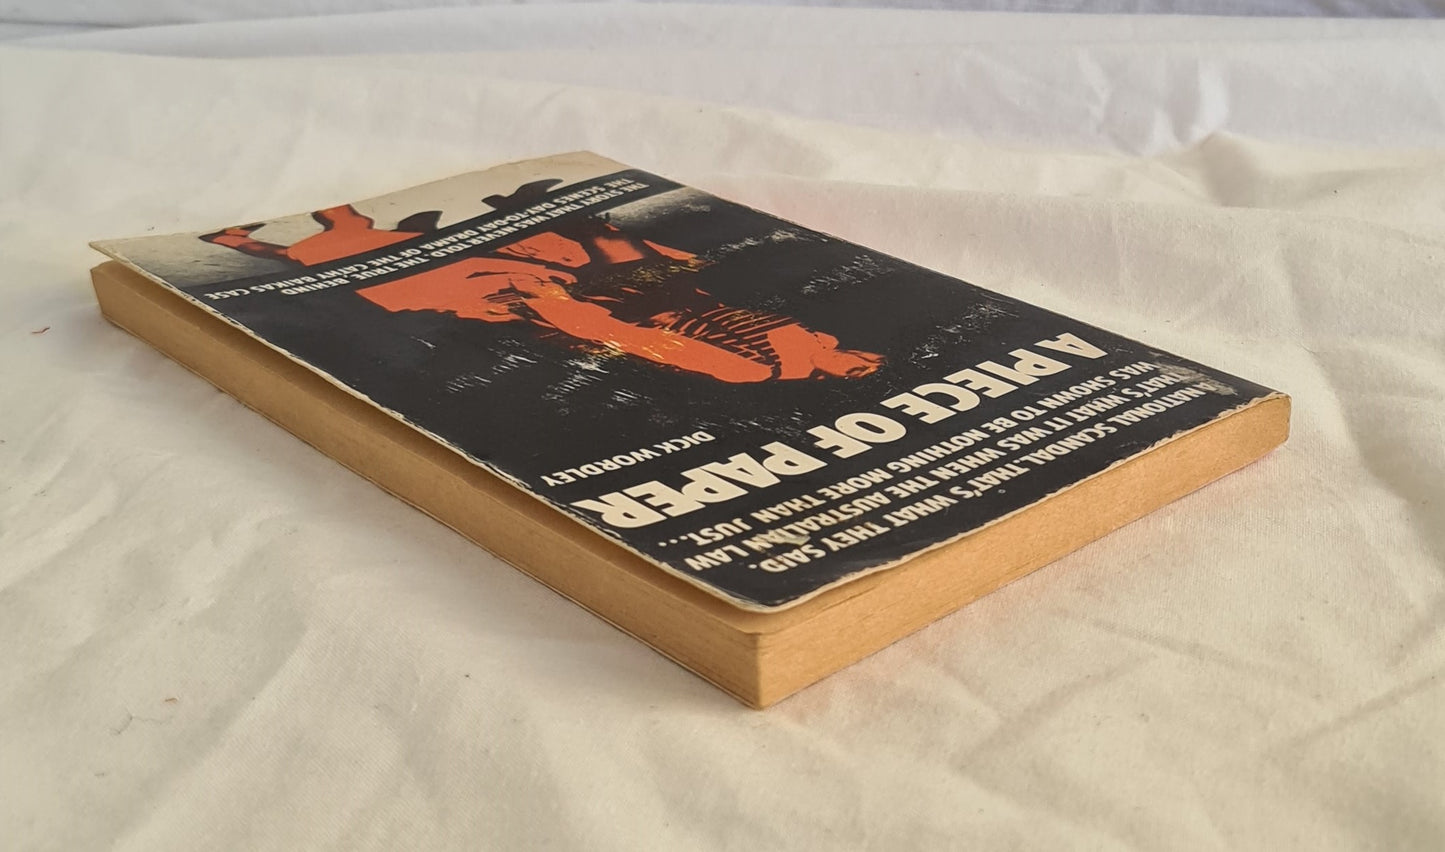 A NATIONAL SCANDAL THAT'S WHAT THEY SAID.
THAT'S WHAT IT WAS WHEN THE AUSTRALIAN LAW
WAS SHOWN TO BE NOTHING MORE THAN JUST...
A PIECE OF PAPER
DICK WORDLEY
THE STORY THAT WAS NEVER TOLD - THE TRUE BEHIND
THE SCENES DAY-TO-DAY DRAMA OF THE CATHY BAIKAS CASE